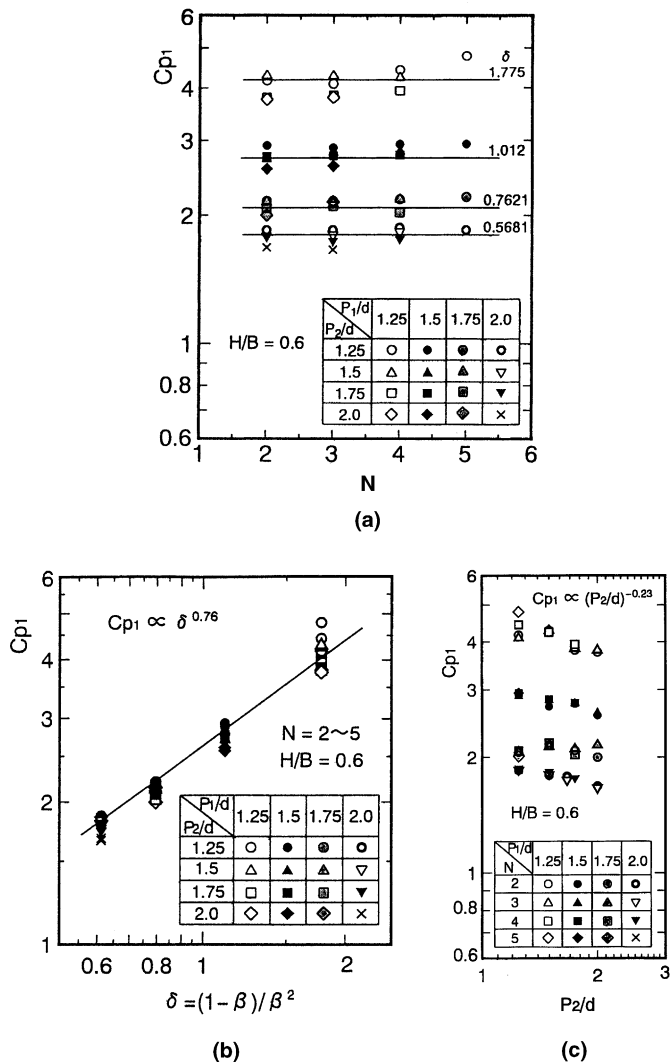 6
5
4
3
2
1
0.8
0.6
Cp1
δ
1.775
1.012
0.7621
0.5681
H/B = 0.6
P1/d
P2/d
1.25 1.5 1.75 2.0
1.25
1.5
1.75
2.0
1 2 3 4 5 6
N
(a)
6
4
3
2
1
Cp1
Cp1 ∝ δ^0.76
N = 2～5
H/B = 0.6
P1/d
P2/d
1.25 1.5 1.75 2.0
1.25
1.5
1.75
2.0
0.6 0.8 1 2
δ =(1-β)/β²
(b)
6
4
3
2
1
0.8
0.6
Cp1
Cp1 ∝ (P2/d)^-0.23
H/B = 0.6
P1/d
N
1.25 1.5 1.75 2.0
2
3
4
5
1 2 3
P2/d
(c)